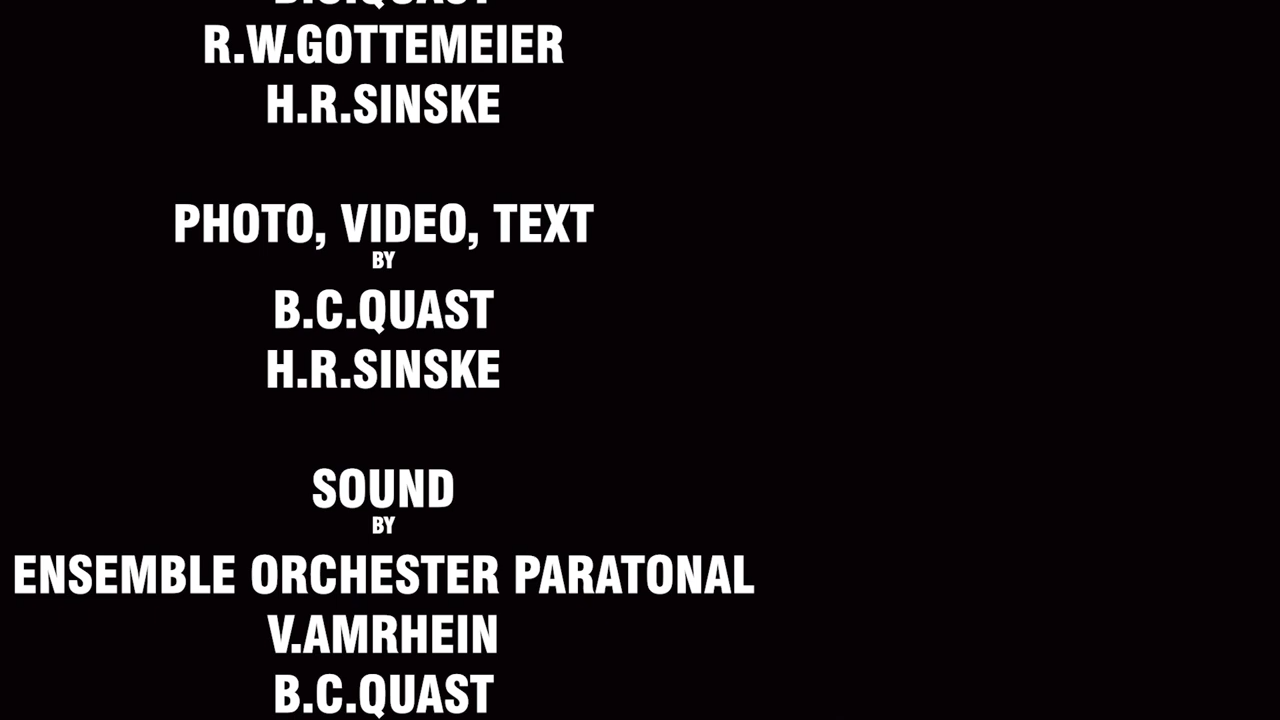 R.W.GOTTEMEIER
H.R.SINSKE
PHOTO, VIDEO, TEXT
BY
B.C.QUAST
H.R.SINSKE
SOUND
BY
ENSEMBLE ORCHESTER PARATONAL
V.AMRHEIN
B.C.QUAST